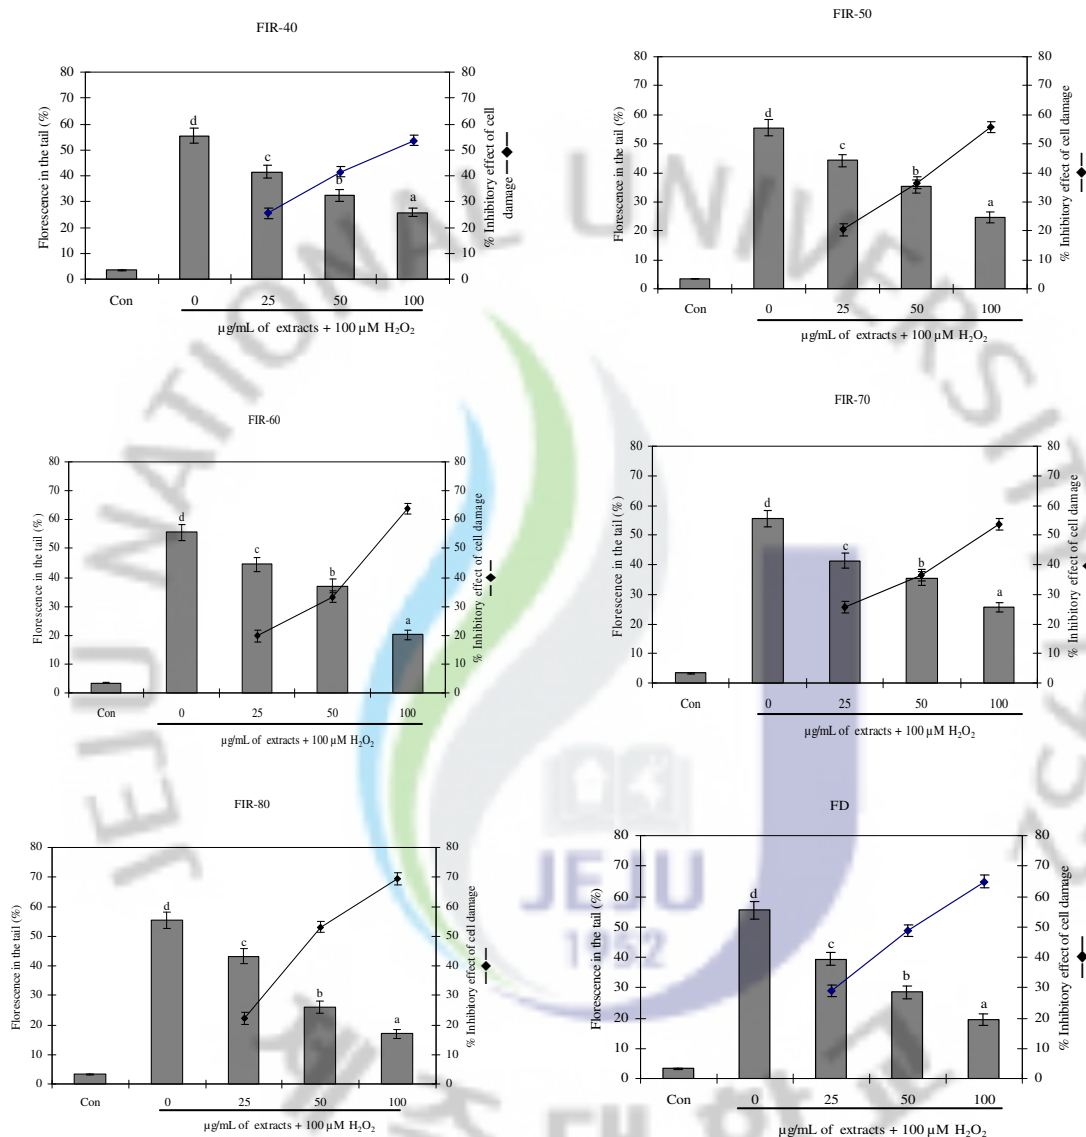 FIR-40
80
70
60
50
40
30
20
10
0
Florescence in the tail (%)
d
c
b
a
80
70
60
50
40
30
20
10
0
% Inhibitory effect of cell
damage
Con 0 25 50 100
µg/mL of extracts + 100 µM H₂O₂
FIR-50
80
70
60
50
40
30
20
10
0
Florescence in the tail (%)
d
c
b
a
80
70
60
50
40
30
20
10
0
% Inhibitory effect of cell damage
Con 0 25 50 100
µg/mL of extracts + 100 µM H₂O₂
FIR-60
80
70
60
50
40
30
20
10
0
Florescence in the tail (%)
d
c
b
a
80
70
60
50
40
30
20
10
0
% Inhibitory effect of cell damage
Con 0 25 50 100
µg/mL of extracts + 100 µM H₂O₂
FIR-70
80
70
60
50
40
30
20
10
0
Florescence in the tail (%)
d
c
b
a
80
70
60
50
40
30
20
10
0
% Inhibitory effect of cell damage
Con 0 25 50 100
µg/mL of extracts + 100 µM H₂O₂
FIR-80
80
70
60
50
40
30
20
10
0
Florescence in the tail (%)
d
c
b
a
80
70
60
50
40
30
20
10
0
% Inhibitory effect of cell damage
Con 0 25 50 100
µg/mL of extracts + 100 µM H₂O₂
FD
80
70
60
50
40
30
20
10
0
Florescence in the tail (%)
d
c
b
a
80
70
60
50
40
30
20
10
0
% Inhibitory effect of cell damage
Con 0 25 50 100
µg/mL of extracts + 100 µM H₂O₂
JEJU NATIONAL UNIVERSITY
JEJU
1952